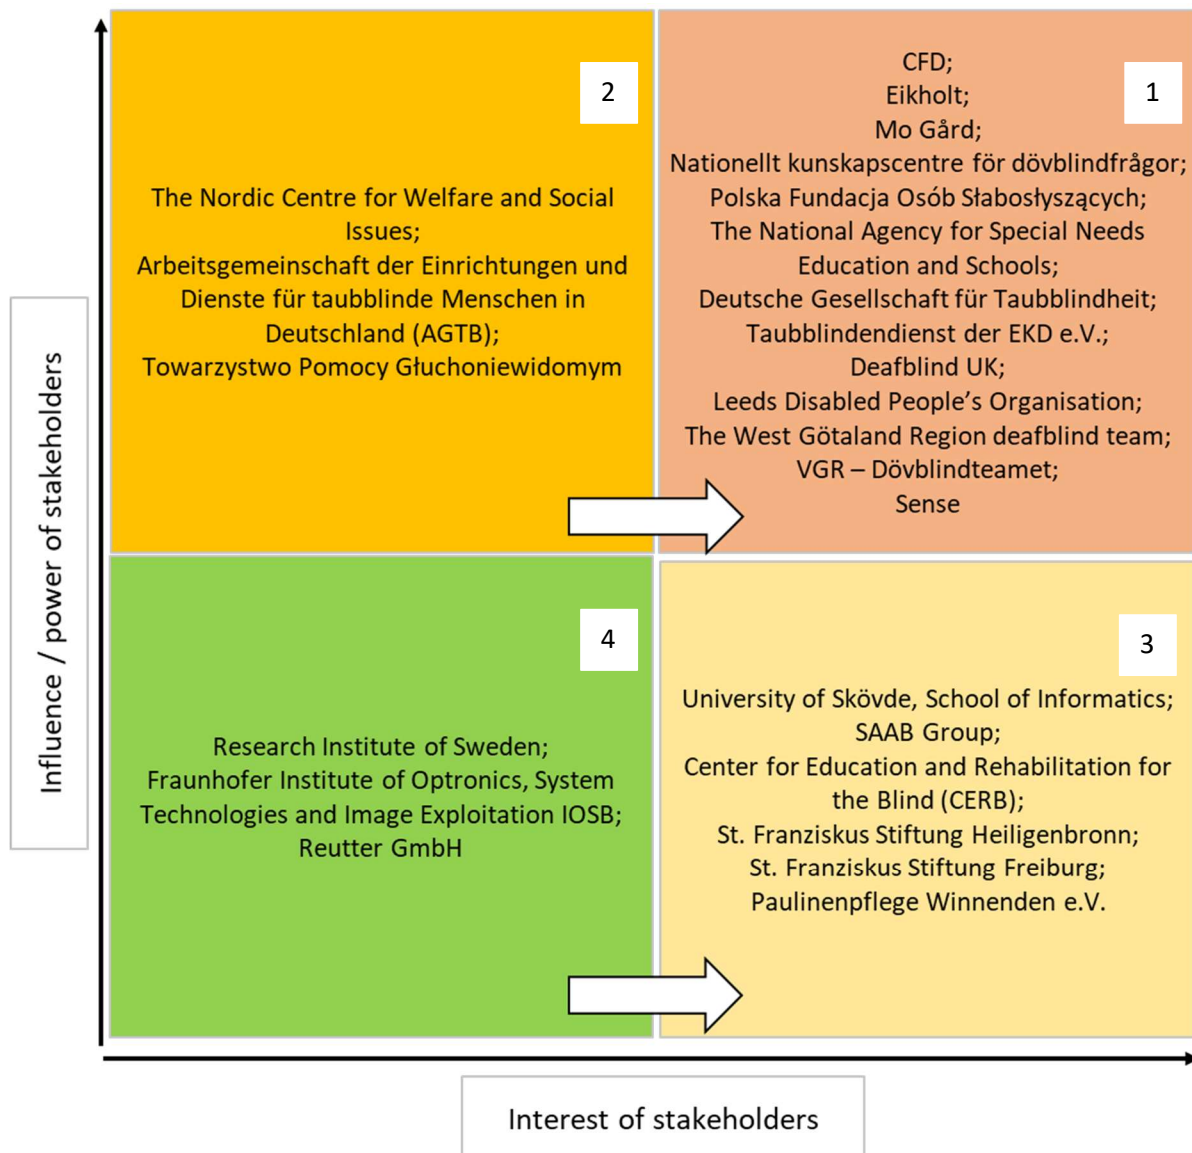 2
The Nordic Centre for Welfare and Social
Issues;
Arbeitsgemeinschaft der Einrichtungen und
Dienste für taubblinde Menschen in
Deutschland (AGTB);
Towarzystwo Pomocy Głuchoniewidomym
1
CFD;
Eikholt;
Mo Gård;
Nationellt kunskapscentre för dövblindfrågor;
Polska Fundacja Osób Słabosłyszących;
The National Agency for Special Needs
Education and Schools;
Deutsche Gesellschaft für Taubblindheit;
Taubblindendienst der EKD e.V.;
Deafblind UK;
Leeds Disabled People’s Organisation;
The West Götaland Region deafblind team;
VGR – Dövblindteamet;
Sense
Influence / power of stakeholders
4
Research Institute of Sweden;
Fraunhofer Institute of Optronics, System
Technologies and Image Exploitation IOSB;
Reutter GmbH
3
University of Skövde, School of Informatics;
SAAB Group;
Center for Education and Rehabilitation for
the Blind (CERB);
St. Franziskus Stiftung Heiligenbronn;
St. Franziskus Stiftung Freiburg;
Paulinenpflege Winnenden e.V.
Interest of stakeholders